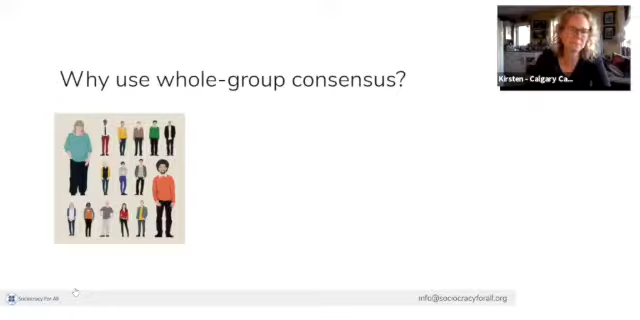 Why use whole-group consensus?
Kirsten - Calgary Ca...
Sociocracy For All
info@sociocracyforall.org